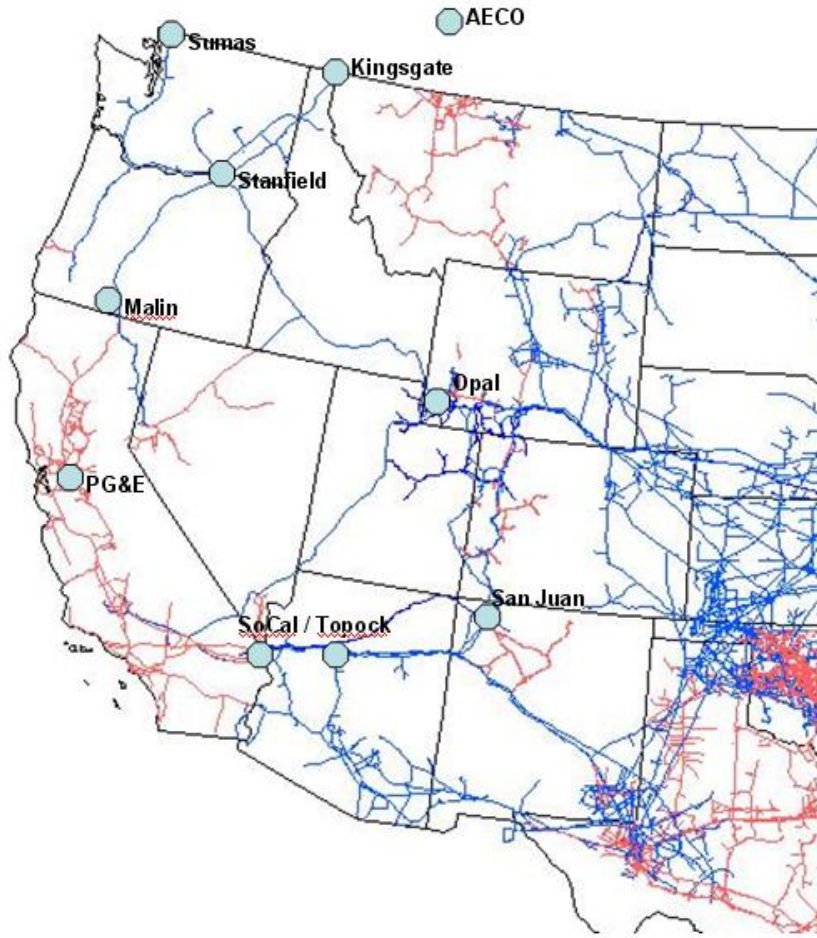 AECO
Sumas
Kingsgate
Stanfield
Malin
Opal
PG&E
San Juan
SoCal / Topock